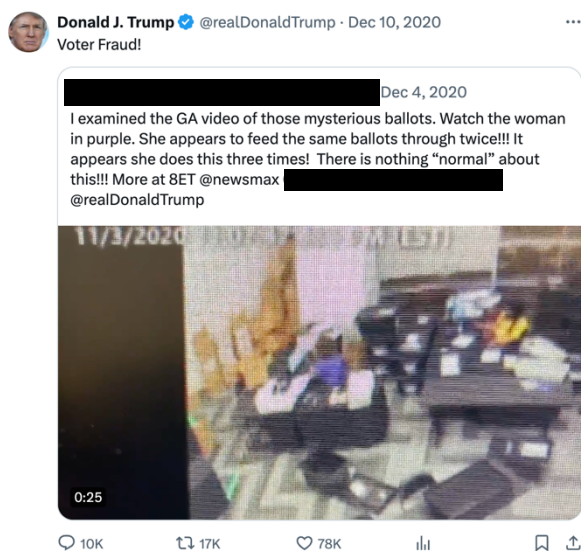 Donald J. Trump @realDonaldTrump · Dec 10, 2020
Voter Fraud!
Dec 4, 2020
I examined the GA video of those mysterious ballots. Watch the woman
in purple. She appears to feed the same ballots through twice!!! It
appears she does this three times! There is nothing “normal” about
this!!! More at 8ET @newsmax
@realDonaldTrump
11/3/2020
0:25
10K 17K 78K